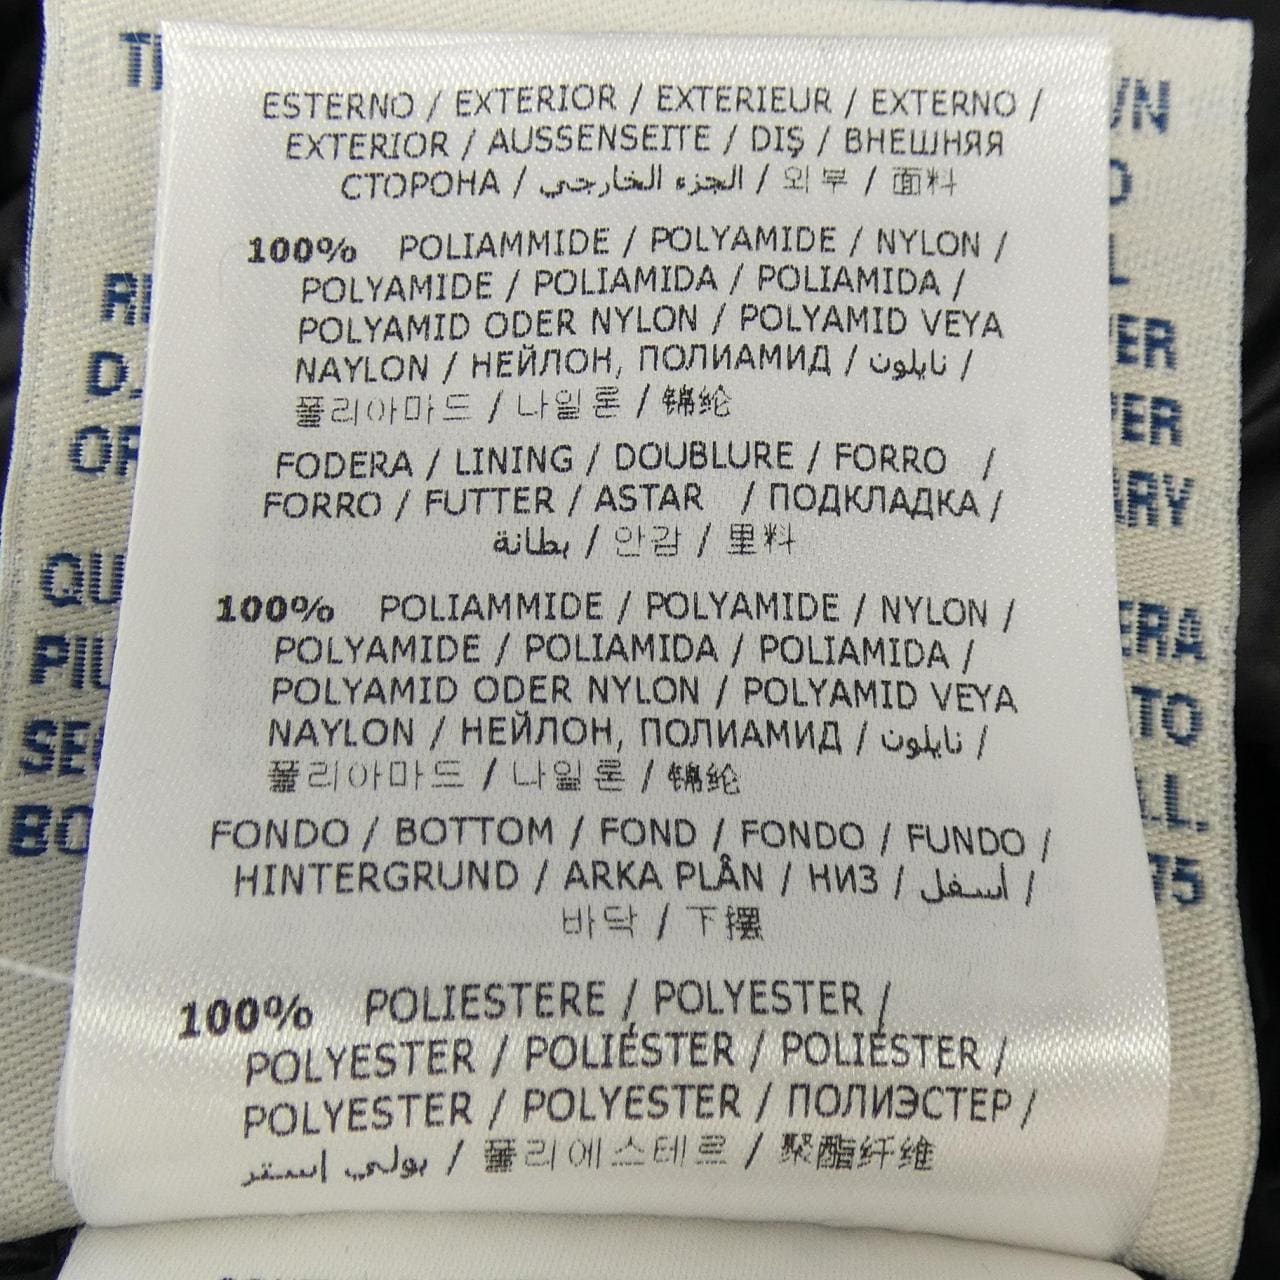 ESTERNO / EXTERIOR / EXTERIEUR / EXTERNO /
EXTERIOR / AUSSENSEITE / DIŞ / ВНЕШНЯЯ
СТОРОНА / الجزء الخارجي / 외부 / 面料
100% POLIAMMIDE / POLYAMIDE / NYLON /
POLYAMIDE / POLIAMIDA / POLIAMIDA /
POLYAMID ODER NYLON / POLYAMID VEYA
NAYLON / НЕЙЛОН, ПОЛИАМИД / نايلون /
폴리아마드 / 나일론 / 锦纶
FODERA / LINING / DOUBLURE / FORRO /
FORRO / FUTTER / ASTAR / ПОДКЛАДКА /
بطانة / 안감 / 里料
100% POLIAMMIDE / POLYAMIDE / NYLON /
POLYAMIDE / POLIAMIDA / POLIAMIDA /
POLYAMID ODER NYLON / POLYAMID VEYA
NAYLON / НЕЙЛОН, ПОЛИАМИД / نايلون /
폴리아마드 / 나일론 / 锦纶
FONDO / BOTTOM / FOND / FONDO / FUNDO /
HINTERGRUND / ARKA PLÂN / НИЗ / أسفل /
바닥 / 下摆
100% POLIESTERE / POLYESTER /
POLYESTER / POLIÉSTER / POLIÉSTER /
POLYESTER / POLYESTER / ПОЛИЭСТЕР /
بولي إستر / 폴리에스테르 / 聚酯纤维